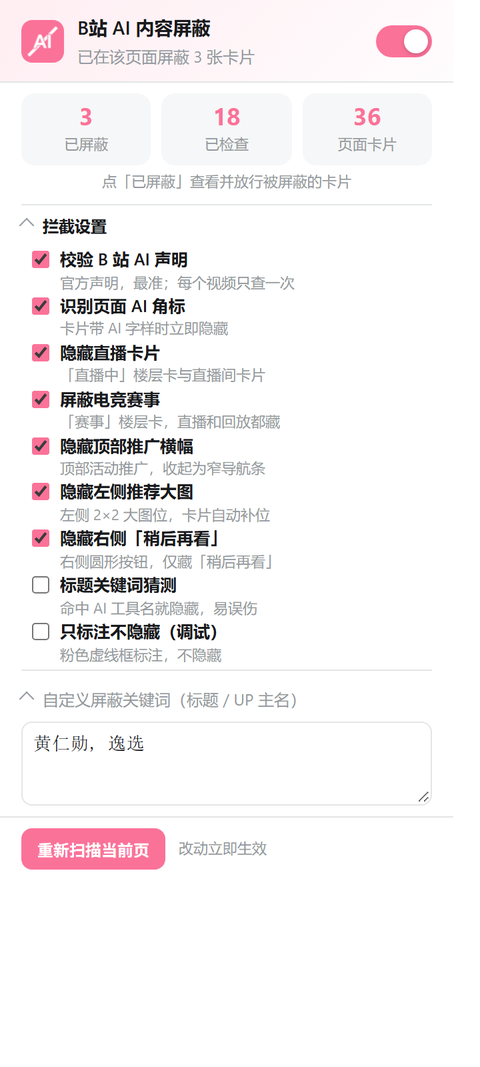 AI
B站 AI 内容屏蔽
已在该页面屏蔽 3 张卡片
3
已屏蔽
18
已检查
36
页面卡片
点「已屏蔽」查看并放行被屏蔽的卡片
拦截设置
校验 B 站 AI 声明
官方声明，最准；每个视频只查一次
识别页面 AI 角标
卡片带 AI 字样时立即隐藏
隐藏直播卡片
「直播中」楼层卡与直播间卡片
屏蔽电竞赛事
「赛事」楼层卡，直播和回放都藏
隐藏顶部推广横幅
顶部活动推广，收起为窄导航条
隐藏左侧推荐大图
左侧 2×2 大图位，卡片自动补位
隐藏右侧「稍后再看」
右侧圆形按钮，仅藏「稍后再看」
标题关键词猜测
命中 AI 工具名就隐藏，易误伤
只标注不隐藏（调试）
粉色虚线框标注，不隐藏
自定义屏蔽关键词（标题 / UP 主名）
黄仁勋，逸选
重新扫描当前页
改动立即生效